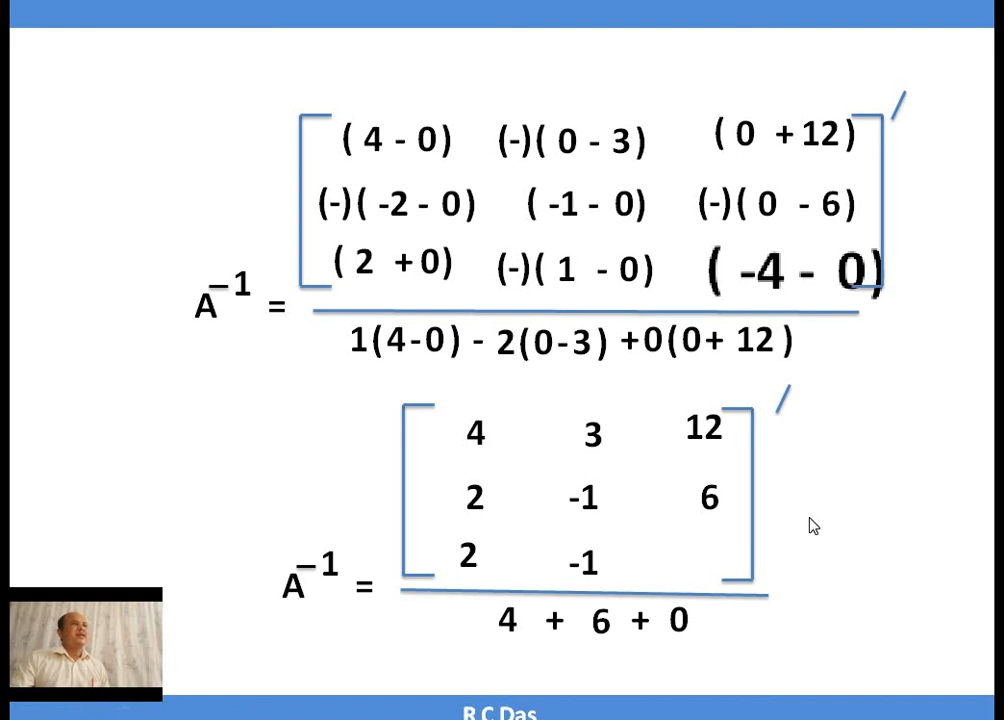 ( 4 - 0) (-)( 0 - 3) ( 0 + 12)
(-)( -2 - 0) ( -1 - 0) (-)( 0 - 6)
( 2 + 0) (-)( 1 - 0) ( -4 - 0)
A⁻¹ =
1(4-0) - 2(0-3) +0(0+ 12 )
4 3 12
2 -1 6
2 -1
A⁻¹ =
4 + 6 + 0
R C Das